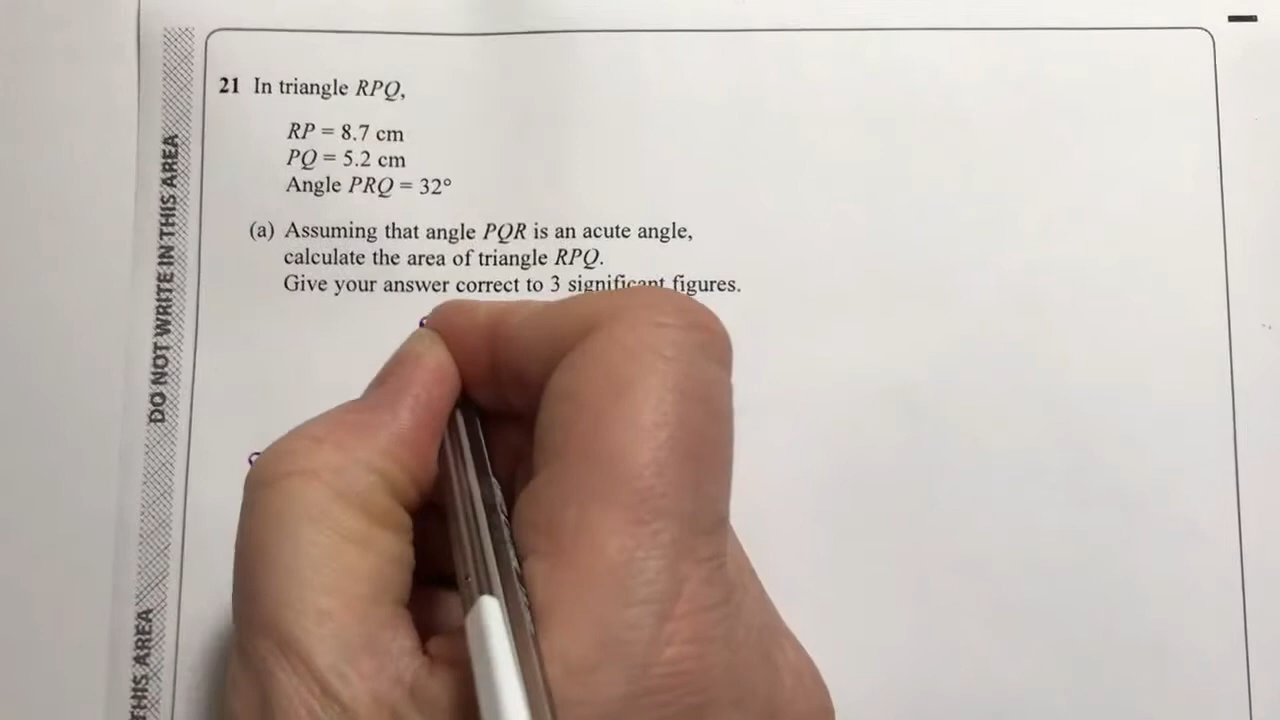 21 In triangle RPQ,
RP = 8.7 cm
PQ = 5.2 cm
Angle PRQ = 32°
(a) Assuming that angle PQR is an acute angle,
calculate the area of triangle RPQ.
Give your answer correct to 3 significant figures.
DO NOT WRITE IN THIS AREA
THIS AREA